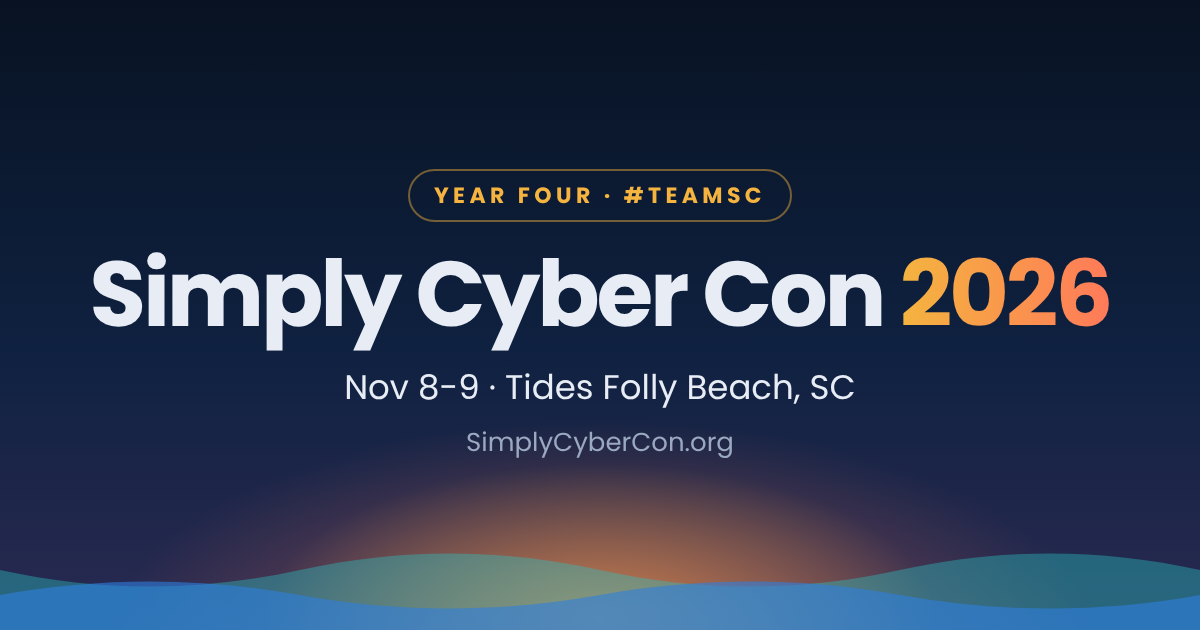 YEAR FOUR · #TEAMSC
Simply Cyber Con 2026
Nov 8-9 · Tides Folly Beach, SC
SimplyCyberCon.org